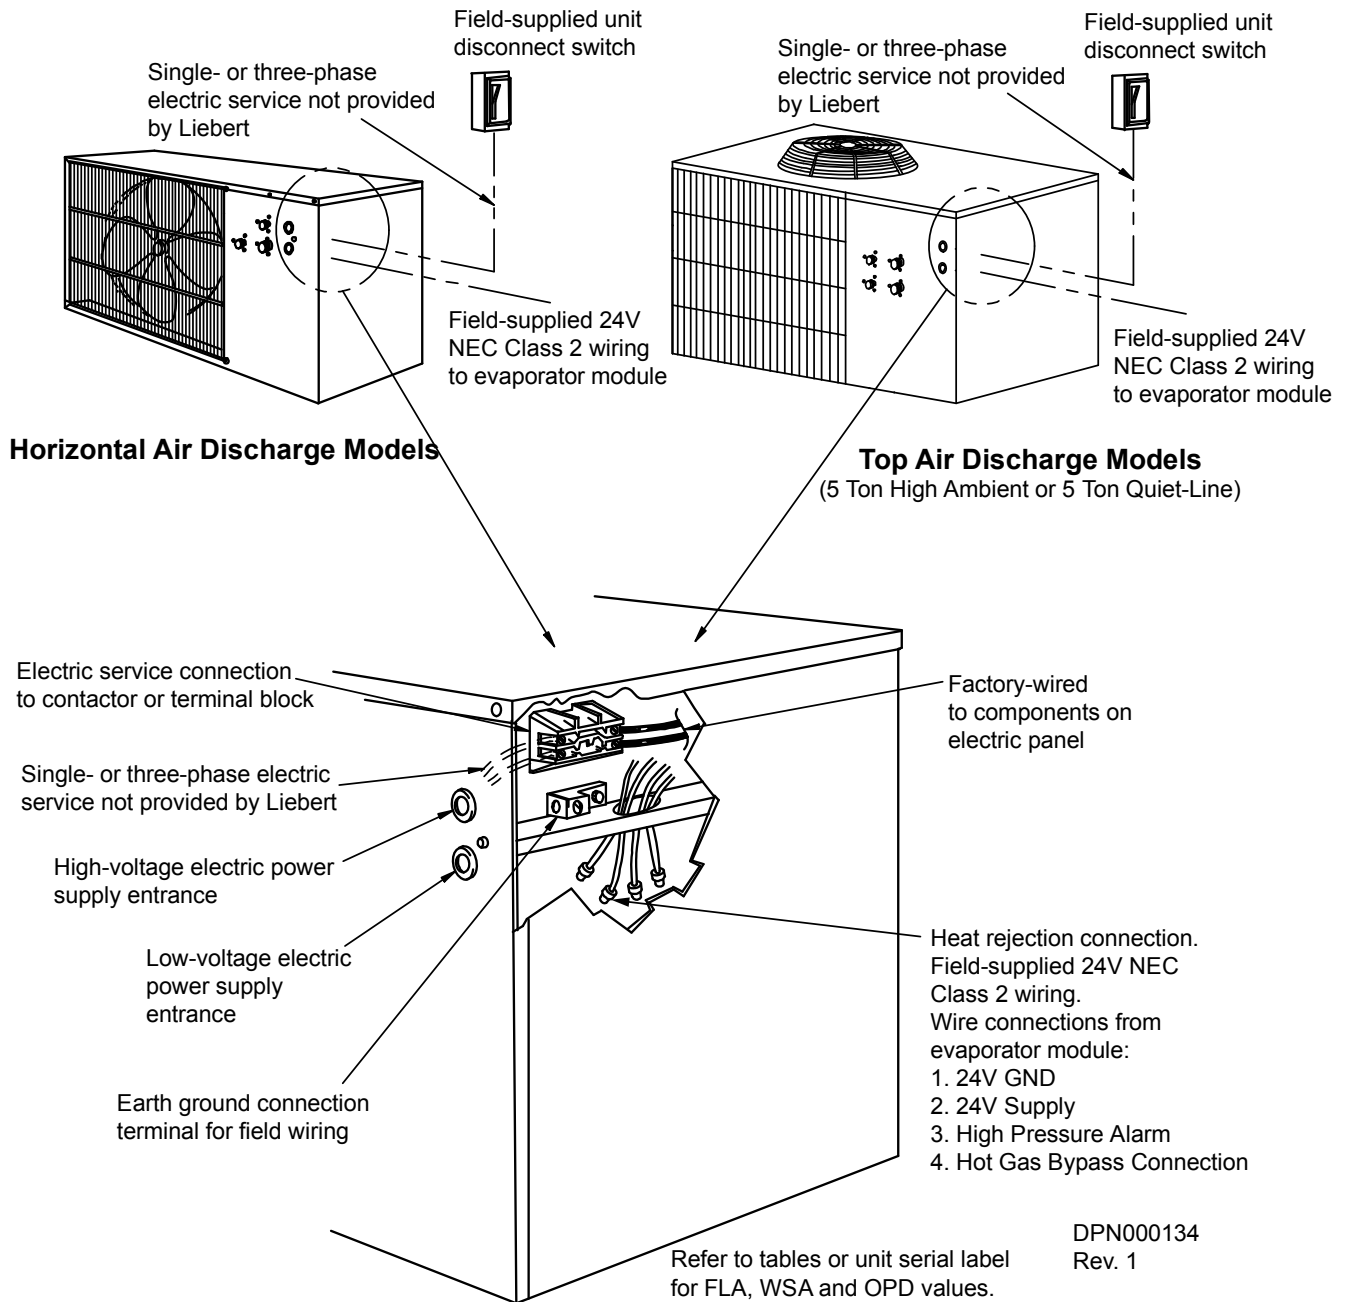 Field-supplied unit
disconnect switch
Single- or three-phase
electric service not provided
by Liebert
Field-supplied 24V
NEC Class 2 wiring
to evaporator module
Horizontal Air Discharge Models
Field-supplied unit
disconnect switch
Single- or three-phase
electric service not provided
by Liebert
Field-supplied 24V
NEC Class 2 wiring
to evaporator module
Top Air Discharge Models
(5 Ton High Ambient or 5 Ton Quiet-Line)
Electric service connection
to contactor or terminal block
Single- or three-phase electric
service not provided by Liebert
High-voltage electric power
supply entrance
Low-voltage electric
power supply
entrance
Earth ground connection
terminal for field wiring
Factory-wired
to components on
electric panel
Heat rejection connection.
Field-supplied 24V NEC
Class 2 wiring.
Wire connections from
evaporator module:
1. 24V GND
2. 24V Supply
3. High Pressure Alarm
4. Hot Gas Bypass Connection
Refer to tables or unit serial label
for FLA, WSA and OPD values.
DPN000134
Rev. 1